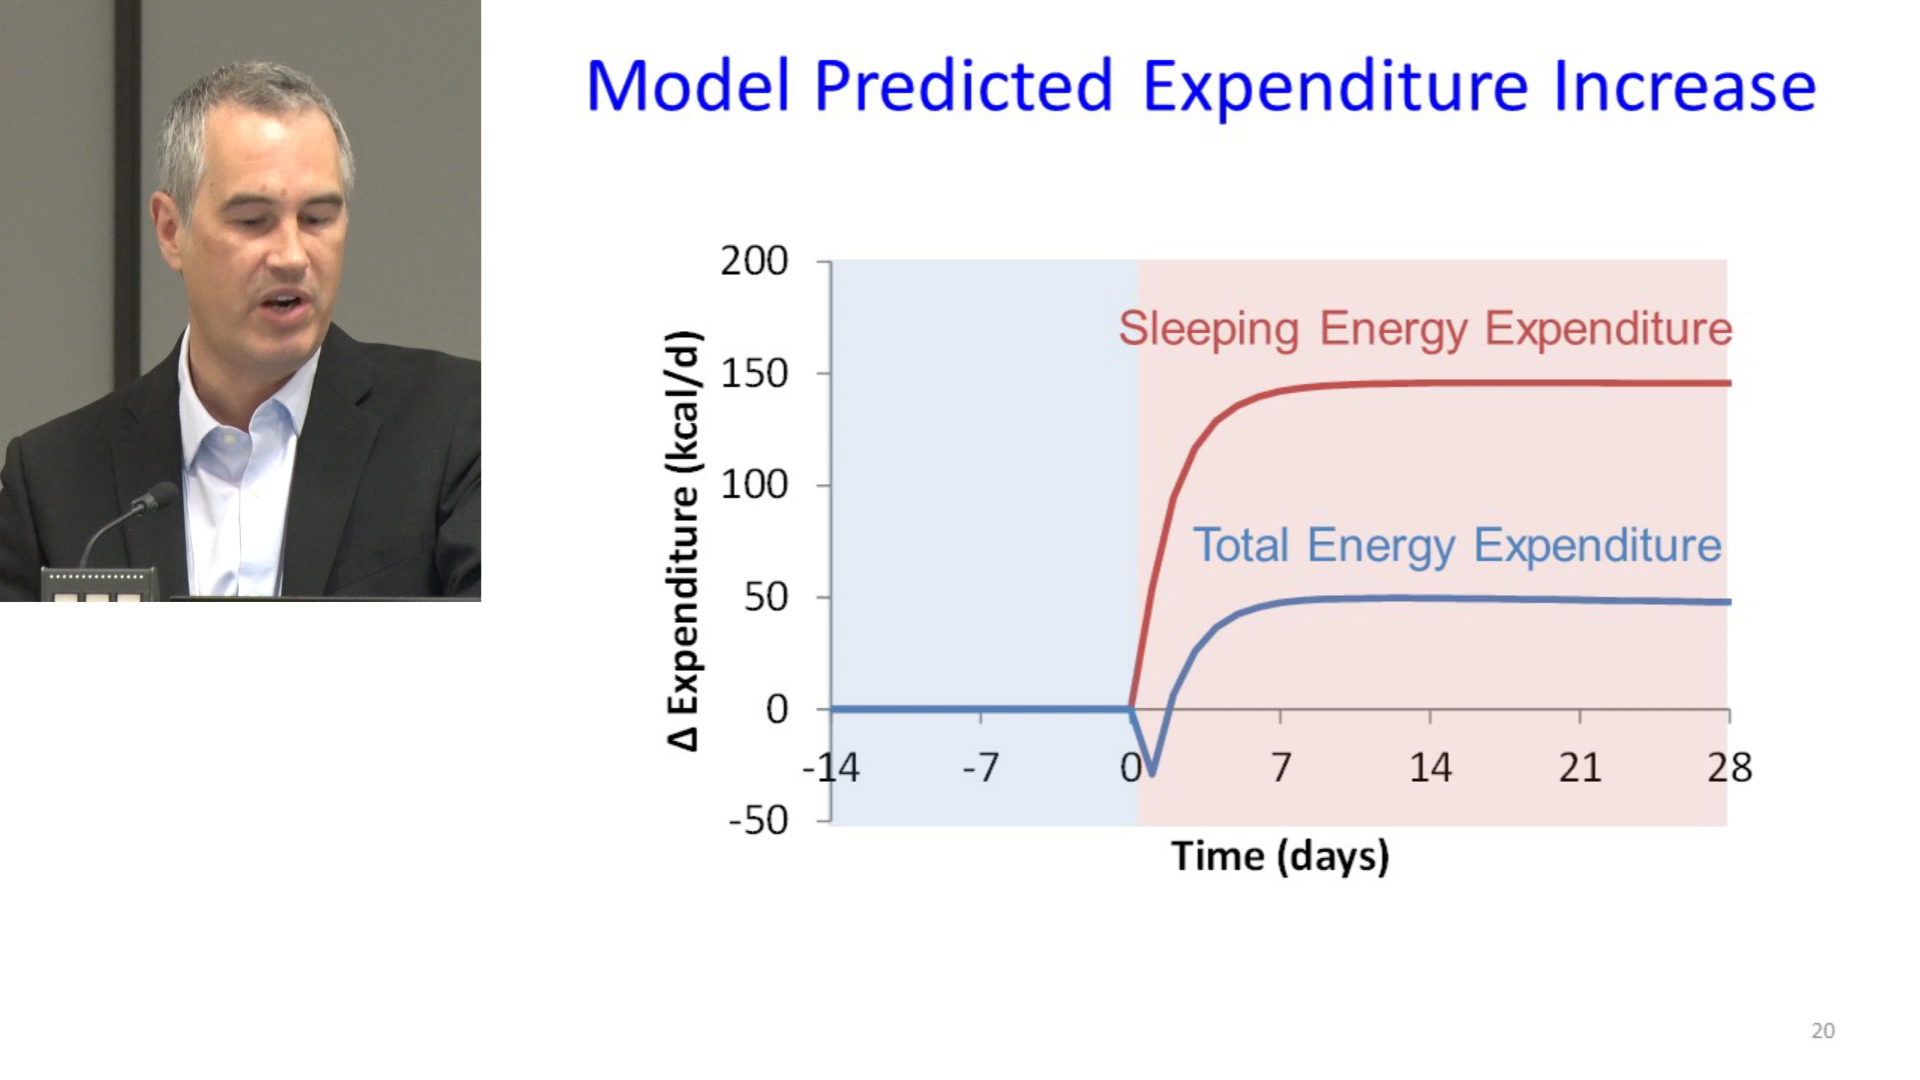 Model Predicted Expenditure Increase
200
150
100
50
0
-50
Δ Expenditure (kcal/d)
Sleeping Energy Expenditure
Total Energy Expenditure
-14 -7 0 7 14 21 28
Time (days)
20